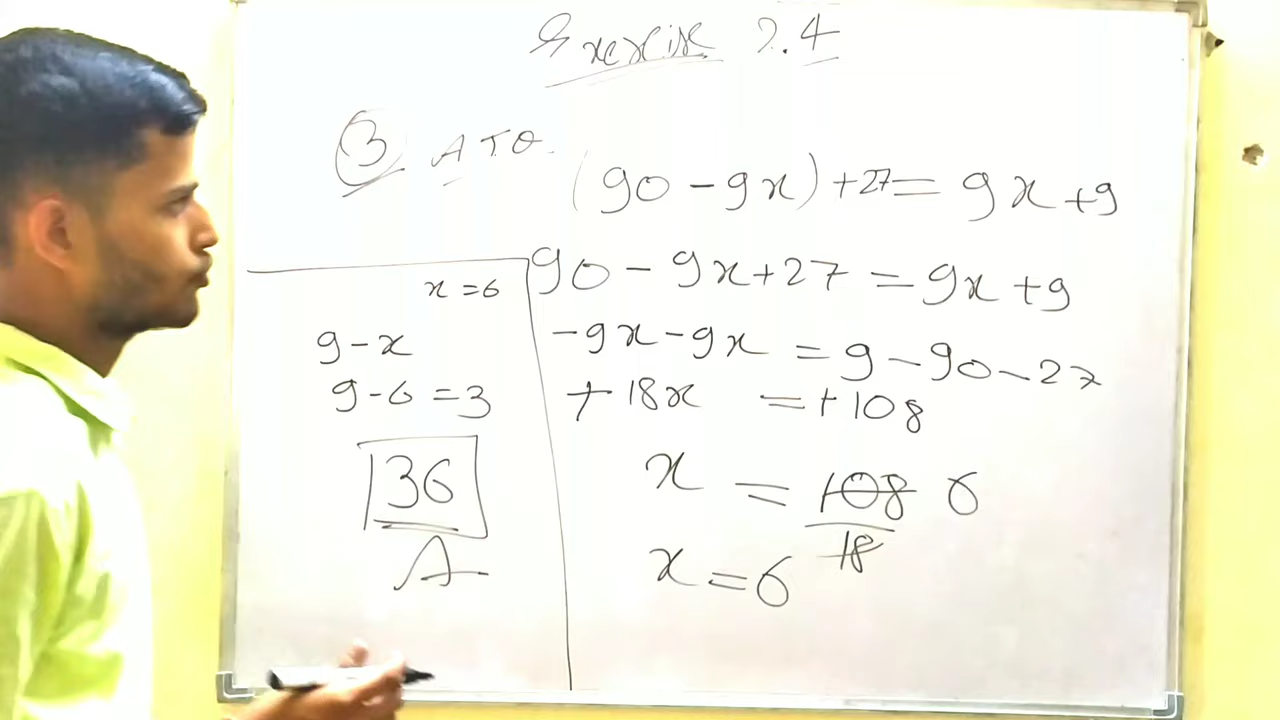 Exercise 2.4
3 ATQ.
(90 - 9x) + 27 = 9x + 9
90 - 9x + 27 = 9x + 9
-9x - 9x = 9 - 90 - 27
+ 18x = + 108
x = 108/18 6
x = 6
x = 6
9 - x
9 - 6 = 3
36
A